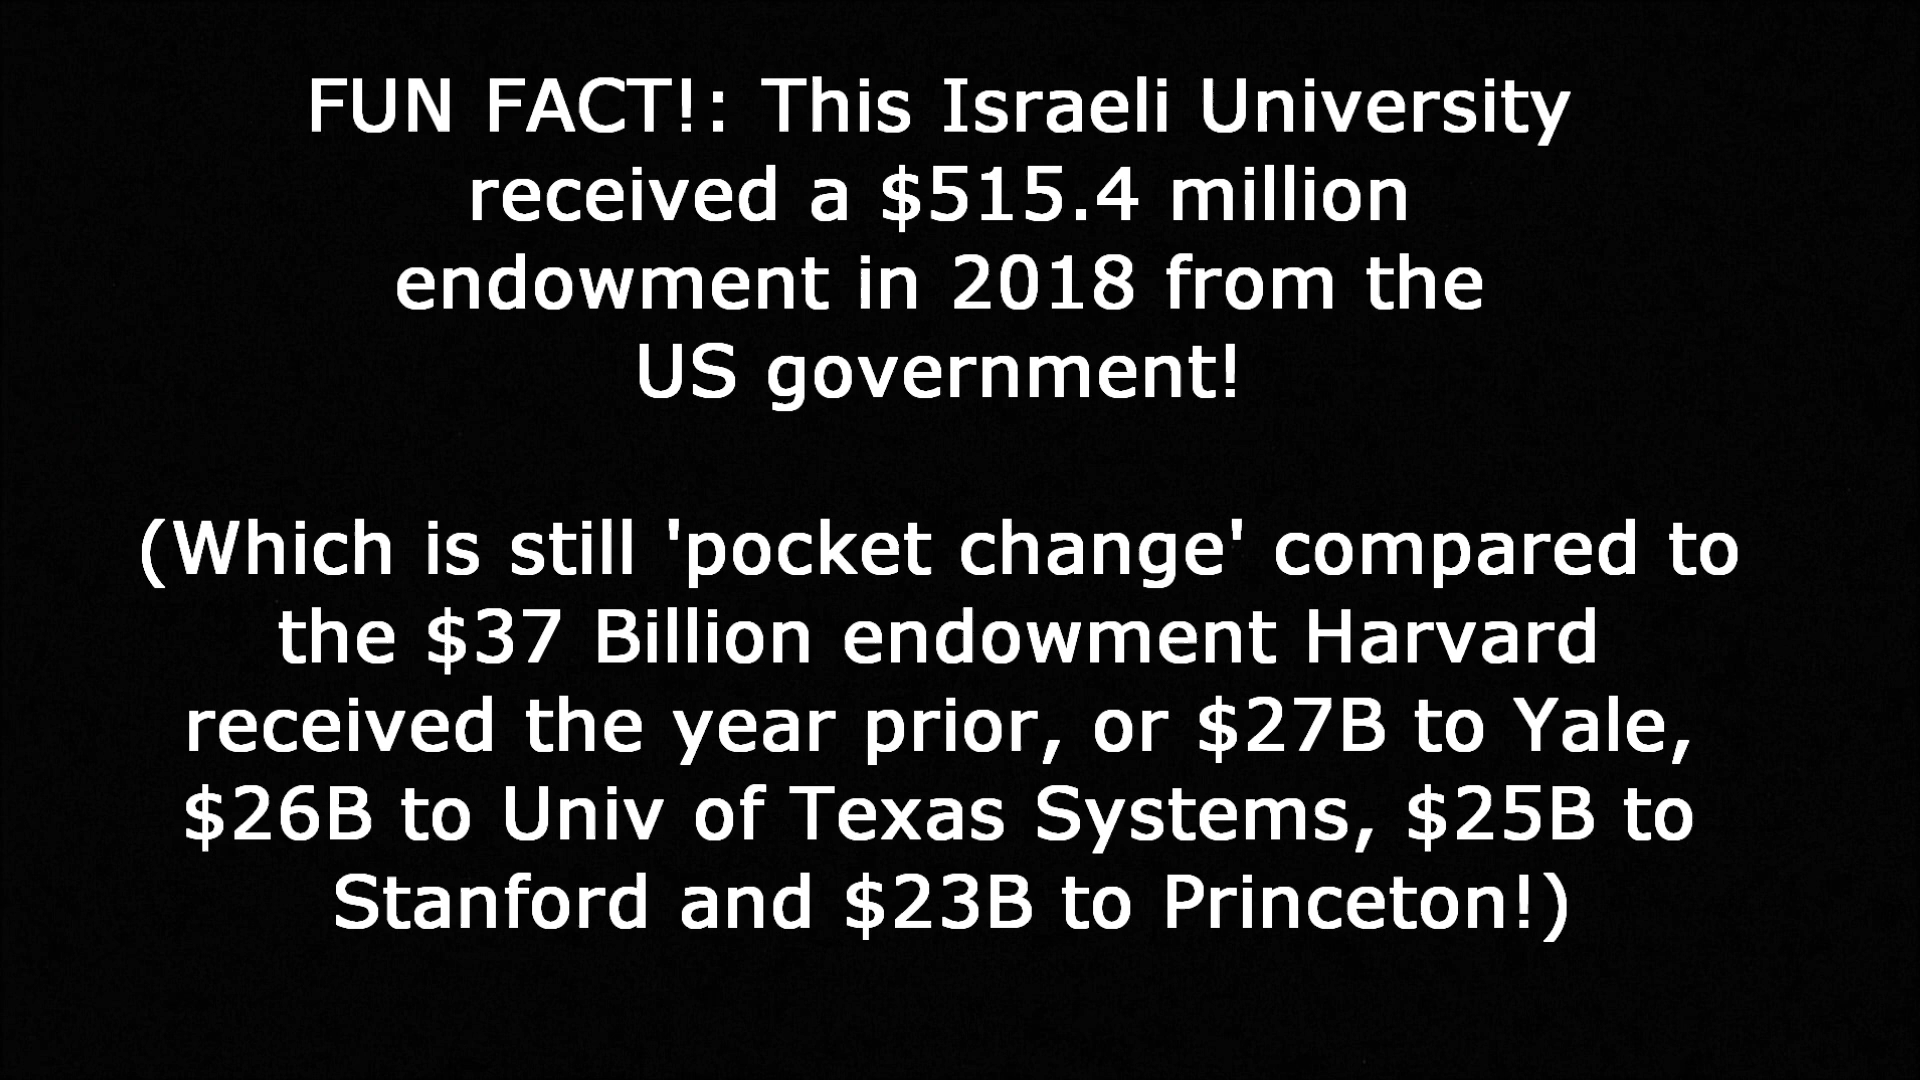 FUN FACT!: This Israeli University
received a $515.4 million
endowment in 2018 from the
US government!
(Which is still 'pocket change' compared to
the $37 Billion endowment Harvard
received the year prior, or $27B to Yale,
$26B to Univ of Texas Systems, $25B to
Stanford and $23B to Princeton!)